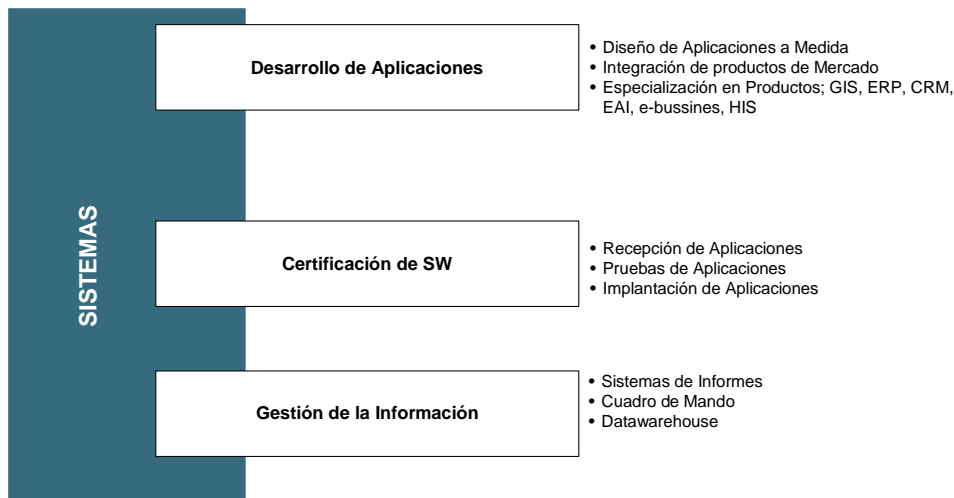 SISTEMAS
Desarrollo de Aplicaciones
• Diseño de Aplicaciones a Medida
• Integración de productos de Mercado
• Especialización en Productos; GIS, ERP, CRM,
EAI, e-bussines, HIS
Certificación de SW
• Recepción de Aplicaciones
• Pruebas de Aplicaciones
• Implantación de Aplicaciones
Gestión de la Información
• Sistemas de Informes
• Cuadro de Mando
• Datawarehouse